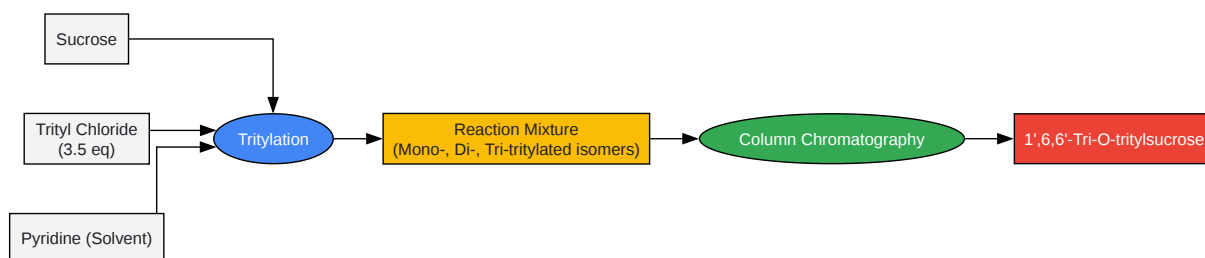 Sucrose
Trityl Chloride
(3.5 eq)
Pyridine (Solvent)
Tritylation
Reaction Mixture
(Mono-, Di-, Tri-tritylated isomers)
Column Chromatography
1',6,6'-Tri-O-tritylsucrose